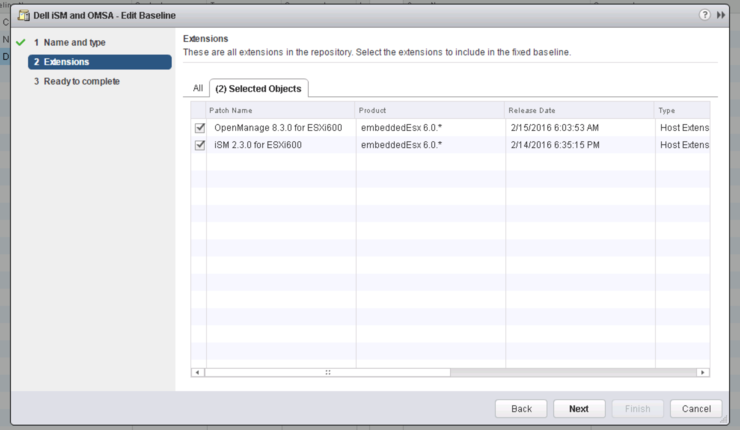 Dell iSM and OMSA - Edit Baseline
?
1 Name and type
2 Extensions
3 Ready to complete
Extensions
These are all extensions in the repository. Select the extensions to include in the fixed baseline.
All (2) Selected Objects
Patch Name Product Release Date Type
OpenManage 8.3.0 for ESXi600 embeddedEsx 6.0.* 2/15/2016 6:03:53 AM Host Extens
iSM 2.3.0 for ESXi600 embeddedEsx 6.0.* 2/14/2016 6:35:15 PM Host Extens
Back Next Finish Cancel